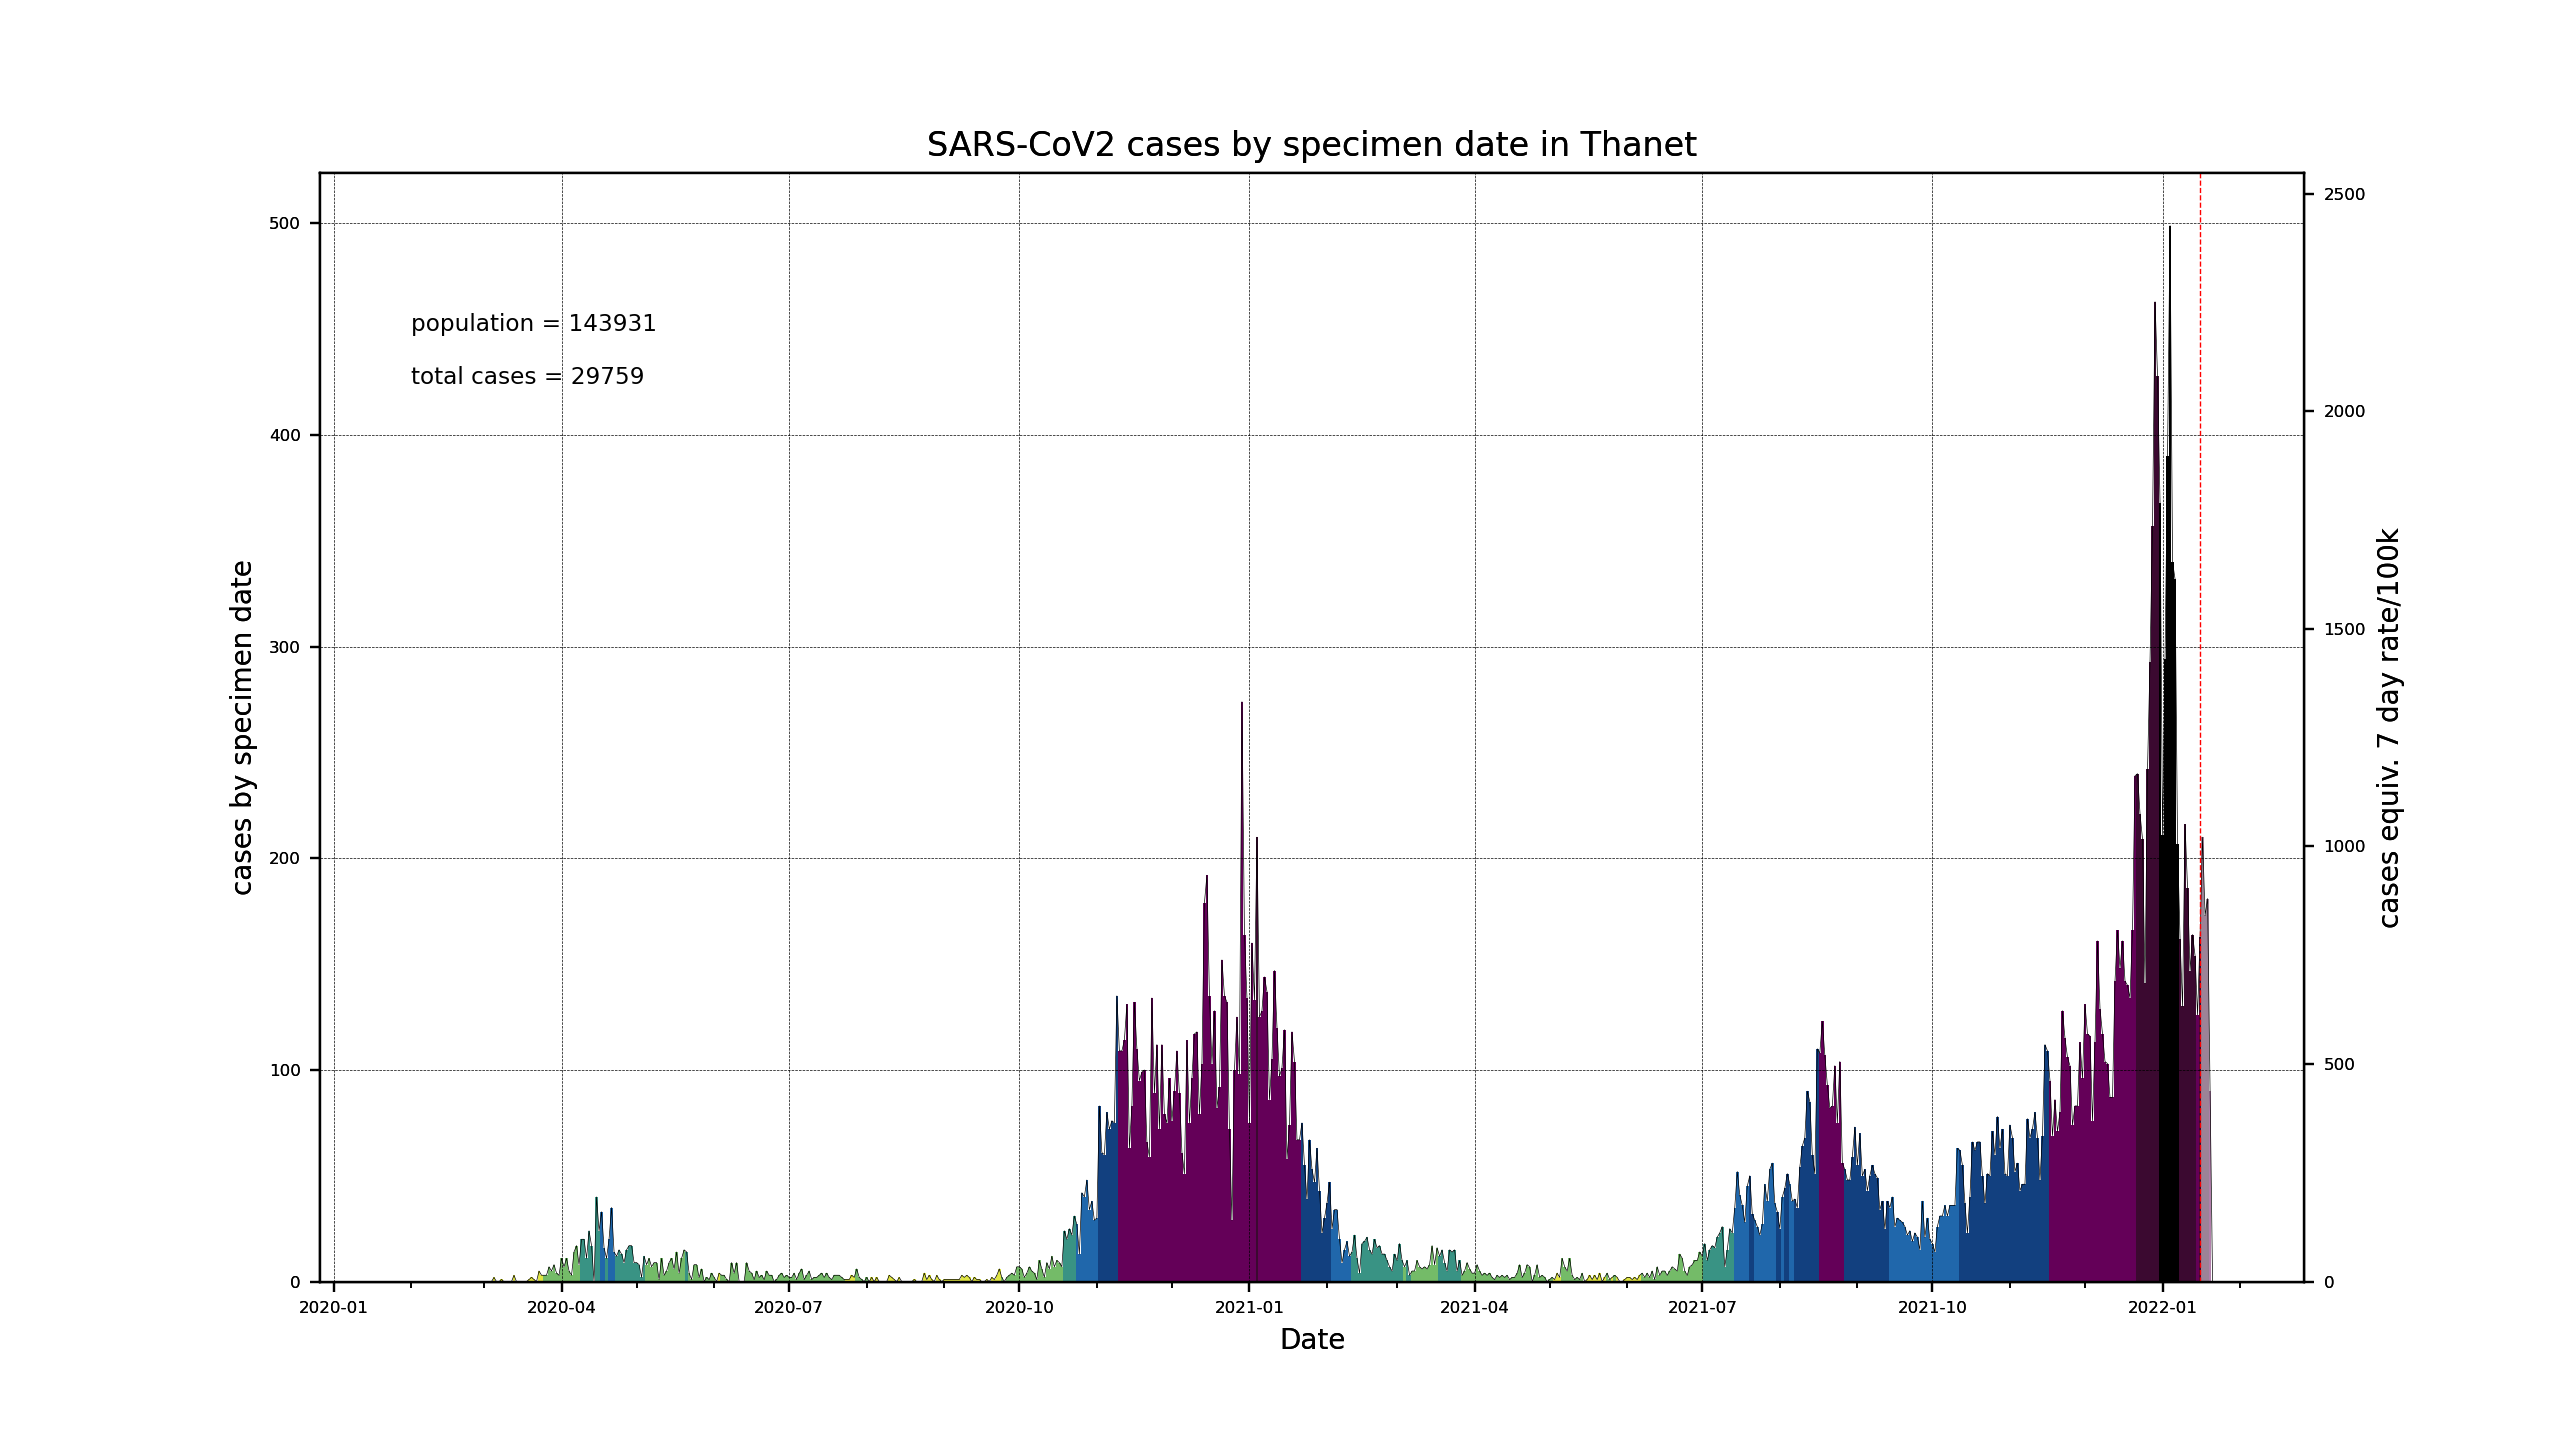 SARS-CoV2 cases by specimen date in Thanet
population = 143931
total cases = 29759
cases by specimen date
500
400
300
200
100
0
2500
2000
1500
1000
500
0
cases equiv. 7 day rate/100k
2020-01 2020-04 2020-07 2020-10 2021-01 2021-04 2021-07 2021-10 2022-01
Date